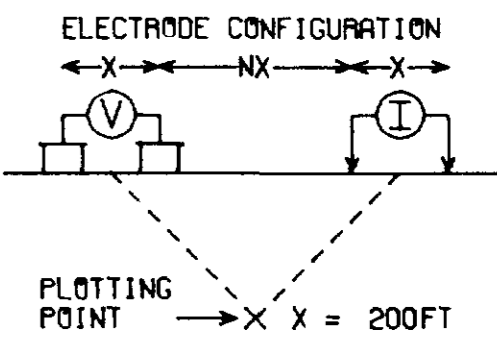 ELECTRODE CONFIGURATION
X NX X
V I
PLOTTING
POINT X X = 200FT